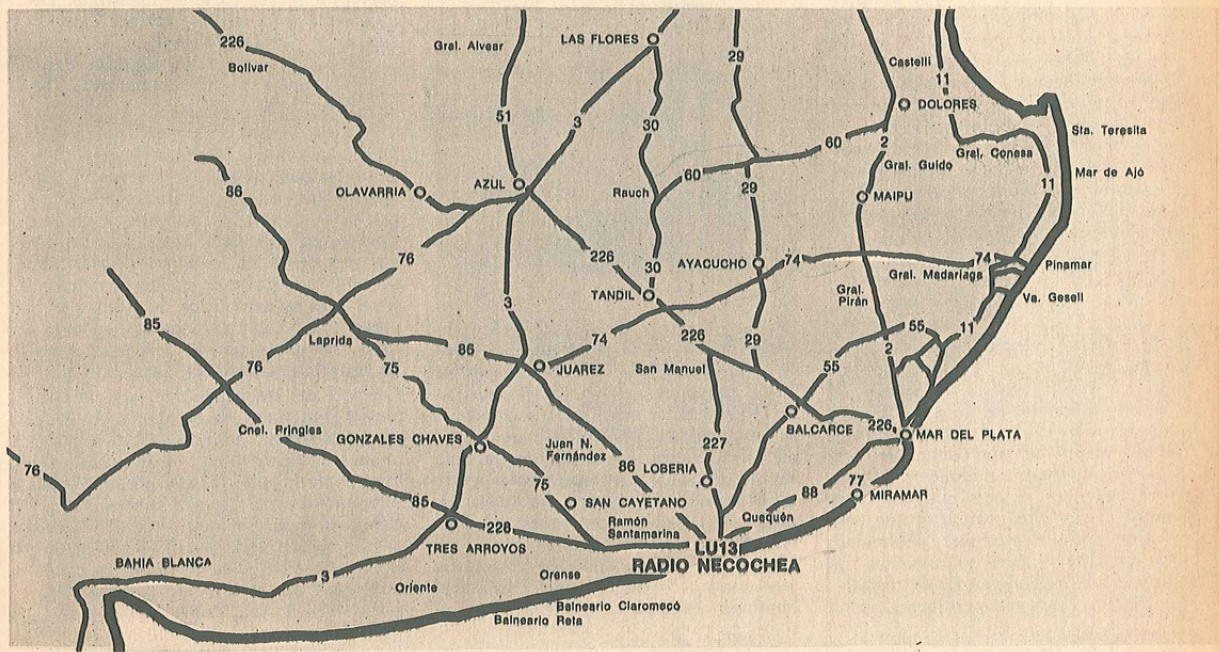 226
Bolivar
Gral. Alvear
LAS FLORES
29
Castelli
11
51
3
30
DOLORES
Sta. Teresita
60
2
Gral. Guido
Gral. Conesa
Mar de Ajó
86
OLAVARRIA
AZUL
Rauch
60
29
MAIPU
11
76
226
30
AYACUCHO
74
74
Gral. Madariaga
Pinamar
TANDIL
Gral.
Pirán
Va. Gesell
3
85
Laprida
86
74
226
29
55
11
2
76
75
JUAREZ
San Manuel
55
Cnel. Pringles
GONZALES CHAVES
Juan N.
Fernández
227
BALCARCE
226
MAR DEL PLATA
76
86
LOBERIA
75
77
88
MIRAMAR
85
SAN CAYETANO
228
Ramón
Santamarina
Quequén
TRES ARROYOS
LU13
RADIO NECOCHEA
BAHIA BLANCA
3
Oriente
Orense
Balneario Claromecó
Balneario Reta